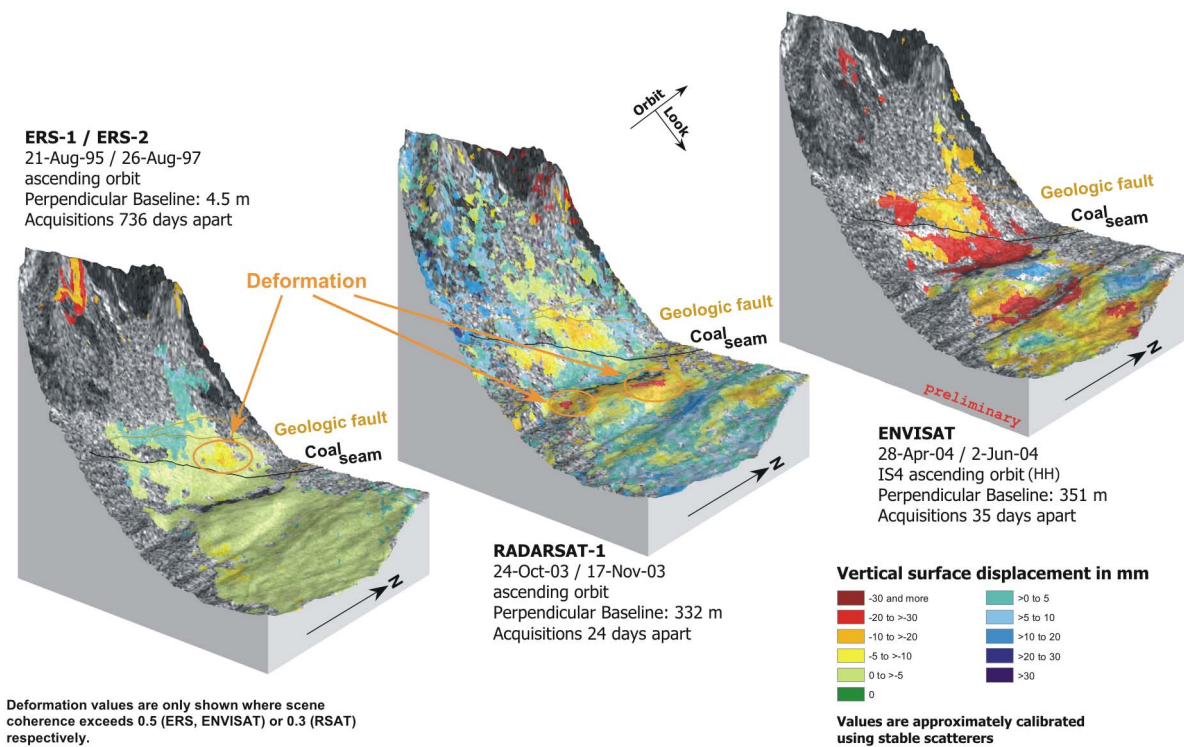 ERS-1 / ERS-2
21-Aug-95 / 26-Aug-97
ascending orbit
Perpendicular Baseline: 4.5 m
Acquisitions 736 days apart
Deformation
Geologic fault
Coal seam
N
Orbit
Look
Geologic fault
Coal seam
N
RADARSAT-1
24-Oct-03 / 17-Nov-03
ascending orbit
Perpendicular Baseline: 332 m
Acquisitions 24 days apart
Geologic fault
Coal seam
N
preliminary
ENVISAT
28-Apr-04 / 2-Jun-04
IS4 ascending orbit (HH)
Perpendicular Baseline: 351 m
Acquisitions 35 days apart
Vertical surface displacement in mm
-30 and more
-20 to >-30
-10 to >-20
-5 to >-10
0 to >-5
0
>0 to 5
>5 to 10
>10 to 20
>20 to 30
>30
Values are approximately calibrated
using stable scatterers
Deformation values are only shown where scene
coherence exceeds 0.5 (ERS, ENVISAT) or 0.3 (RSAT)
respectively.